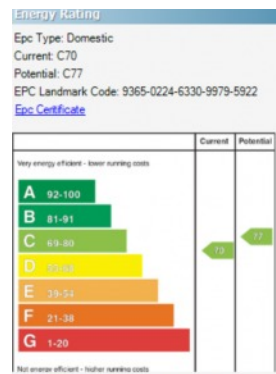 Energy Rating
Epc Type: Domestic
Current: C70
Potential: C77
EPC Landmark Code: 9365-0224-6330-9979-5922
Epc Certificate
Current Potential
Very energy efficient - lower running costs
A 92-100
B 81-91
C 69-80
D 55-68
E 39-54
F 21-38
G 1-20
70
77
Not energy efficient - higher running costs